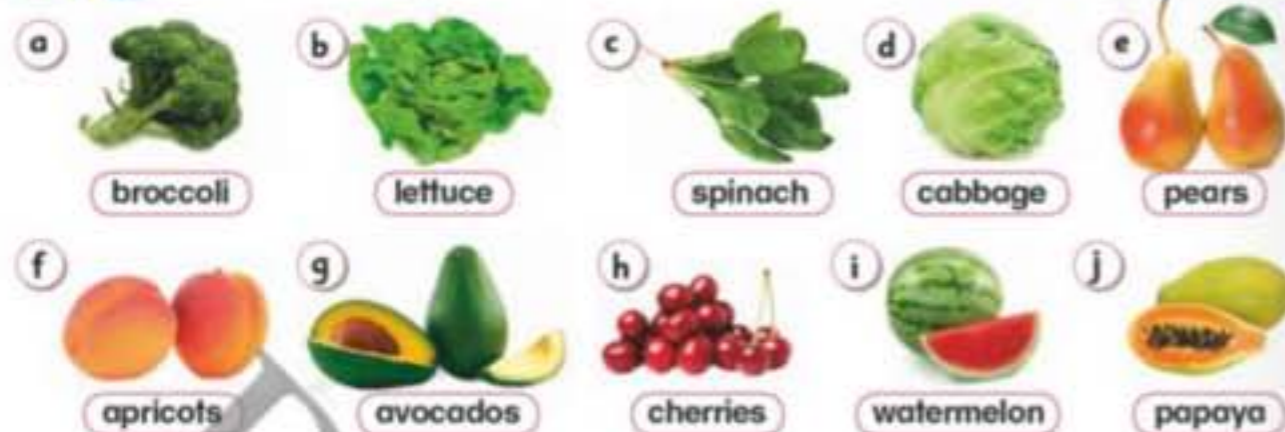 a b c d e
broccoli lettuce spinach cabbage pears
f g h i j
apricots avocados cherries watermelon papaya